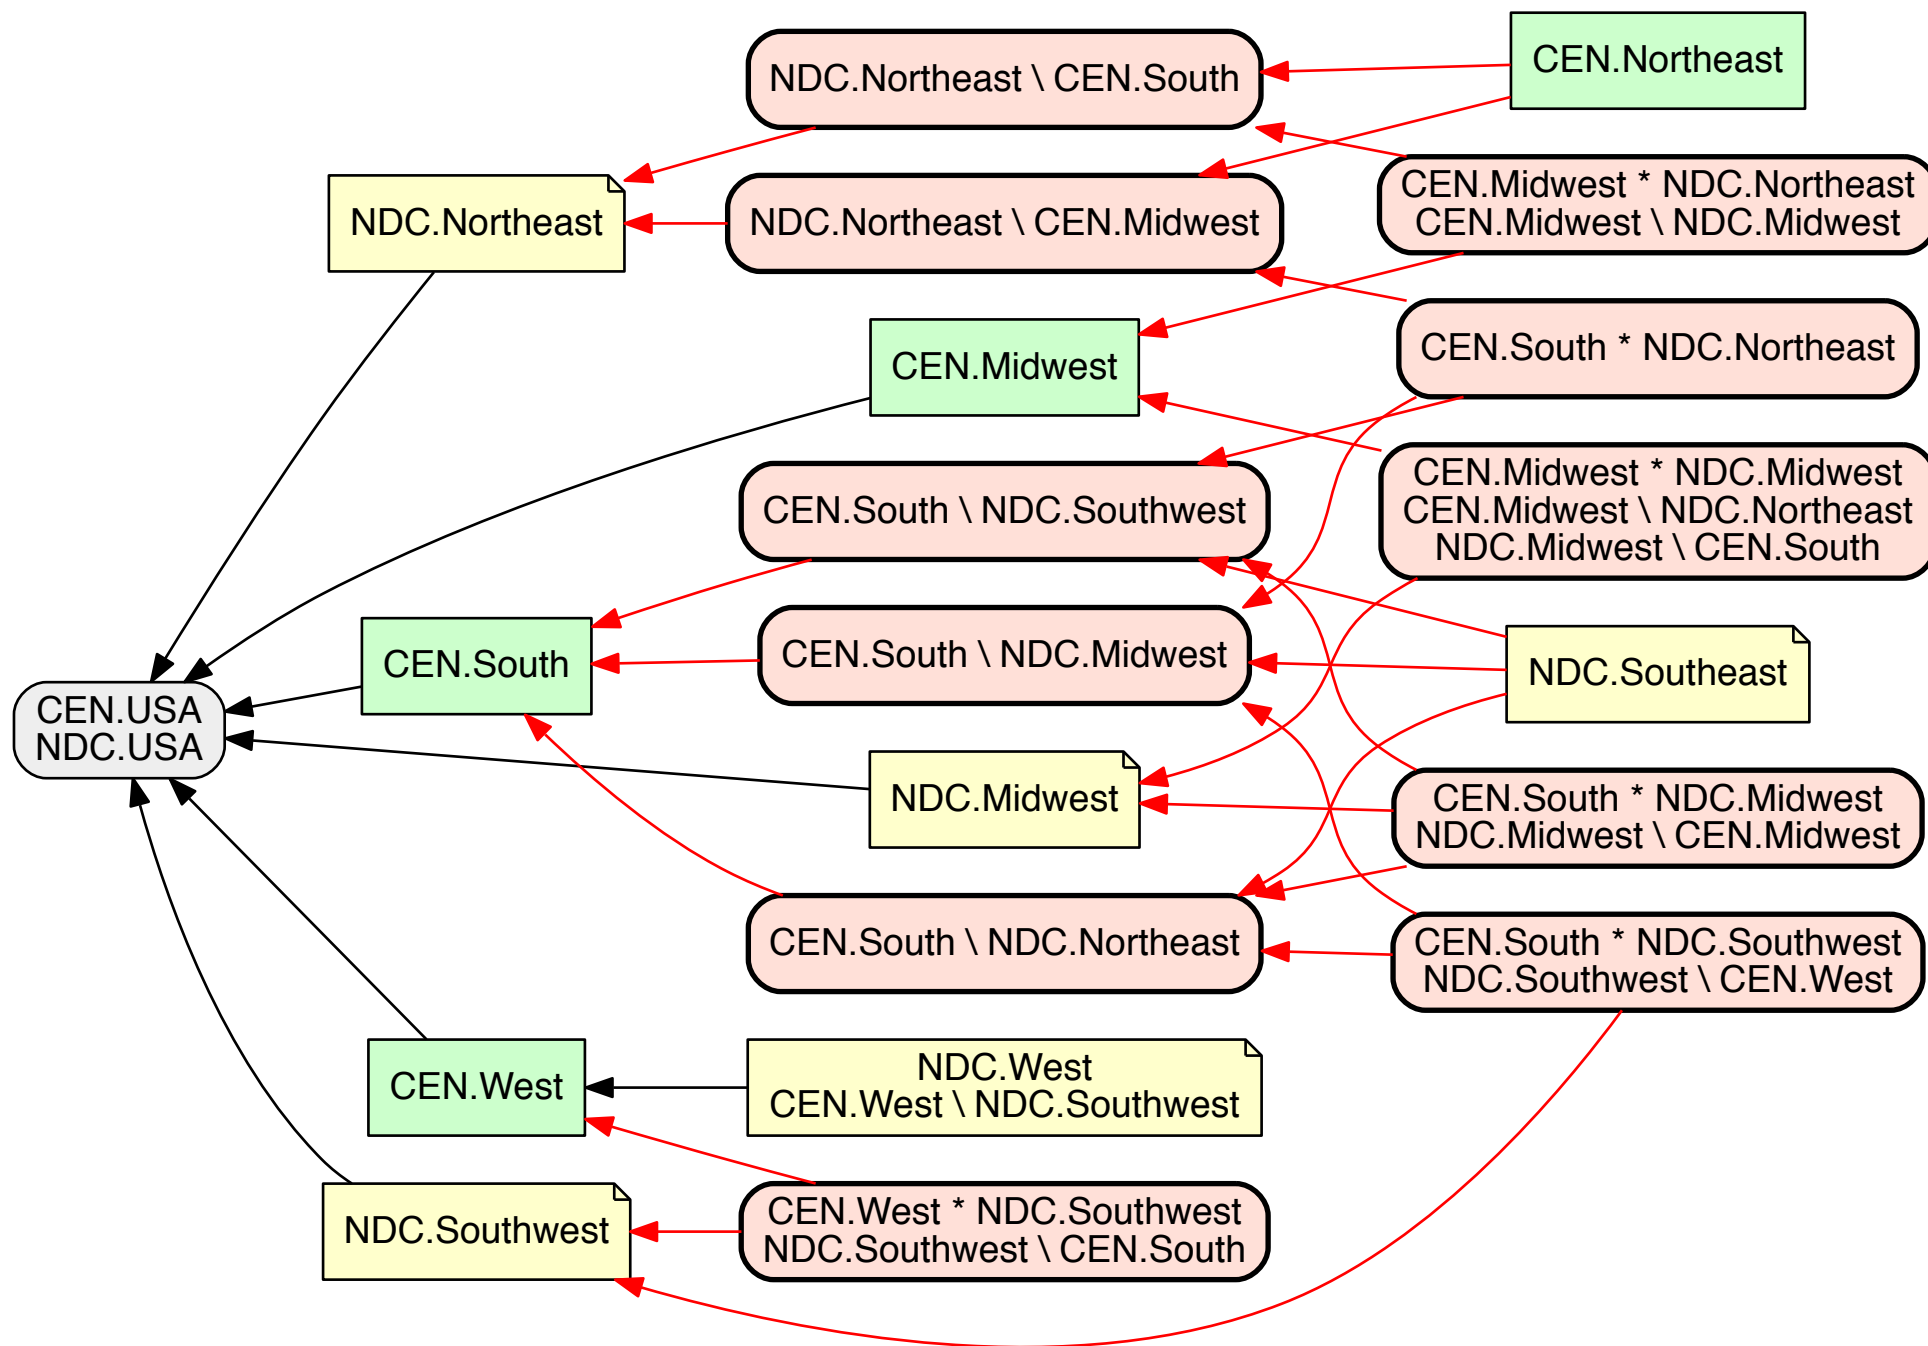 NDC.Northeast \ CEN.South
CEN.Northeast
CEN.Midwest * NDC.Northeast
CEN.Midwest \ NDC.Midwest
NDC.Northeast
NDC.Northeast \ CEN.Midwest
CEN.South * NDC.Northeast
CEN.Midwest
CEN.Midwest * NDC.Midwest
CEN.Midwest \ NDC.Northeast
NDC.Midwest \ CEN.South
CEN.South \ NDC.Southwest
CEN.South
CEN.South \ NDC.Midwest
NDC.Southeast
CEN.USA
NDC.USA
NDC.Midwest
CEN.South * NDC.Midwest
NDC.Midwest \ CEN.Midwest
CEN.South \ NDC.Northeast
CEN.South * NDC.Southwest
NDC.Southwest \ CEN.West
CEN.West
NDC.West
CEN.West \ NDC.Southwest
NDC.Southwest
CEN.West * NDC.Southwest
NDC.Southwest \ CEN.South